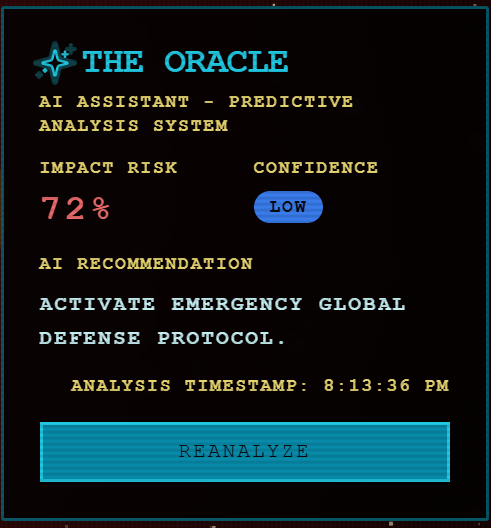 THE ORACLE
AI ASSISTANT - PREDICTIVE
ANALYSIS SYSTEM
IMPACT RISK
CONFIDENCE
72%
LOW
AI RECOMMENDATION
ACTIVATE EMERGENCY GLOBAL
DEFENSE PROTOCOL.
ANALYSIS TIMESTAMP: 8:13:36 PM
REANALYZE